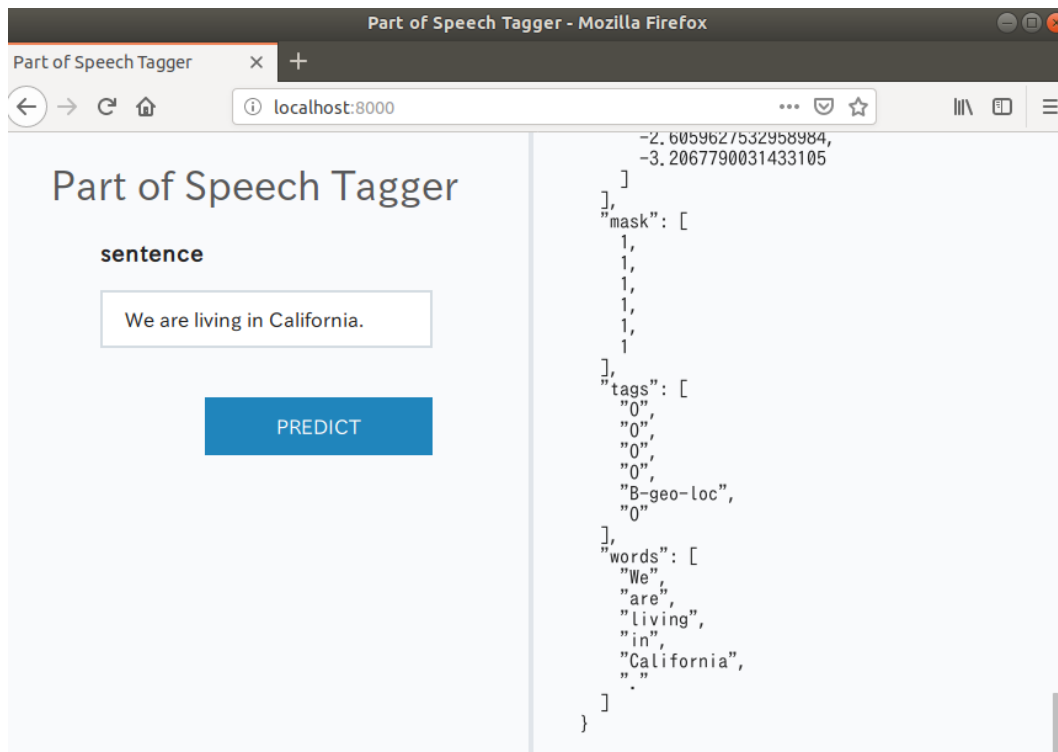 Part of Speech Tagger - Mozilla Firefox
Part of Speech Tagger
localhost:8000
Part of Speech Tagger
sentence
We are living in California.
PREDICT
-2.6059627532958984,
-3.2067790031433105
]
],
"mask": [
1,
1,
1,
1,
1,
1
],
"tags": [
"O",
"O",
"O",
"O",
"B-geo-loc",
"O"
],
"words": [
"We",
"are",
"living",
"in",
"California",
"."
]
}